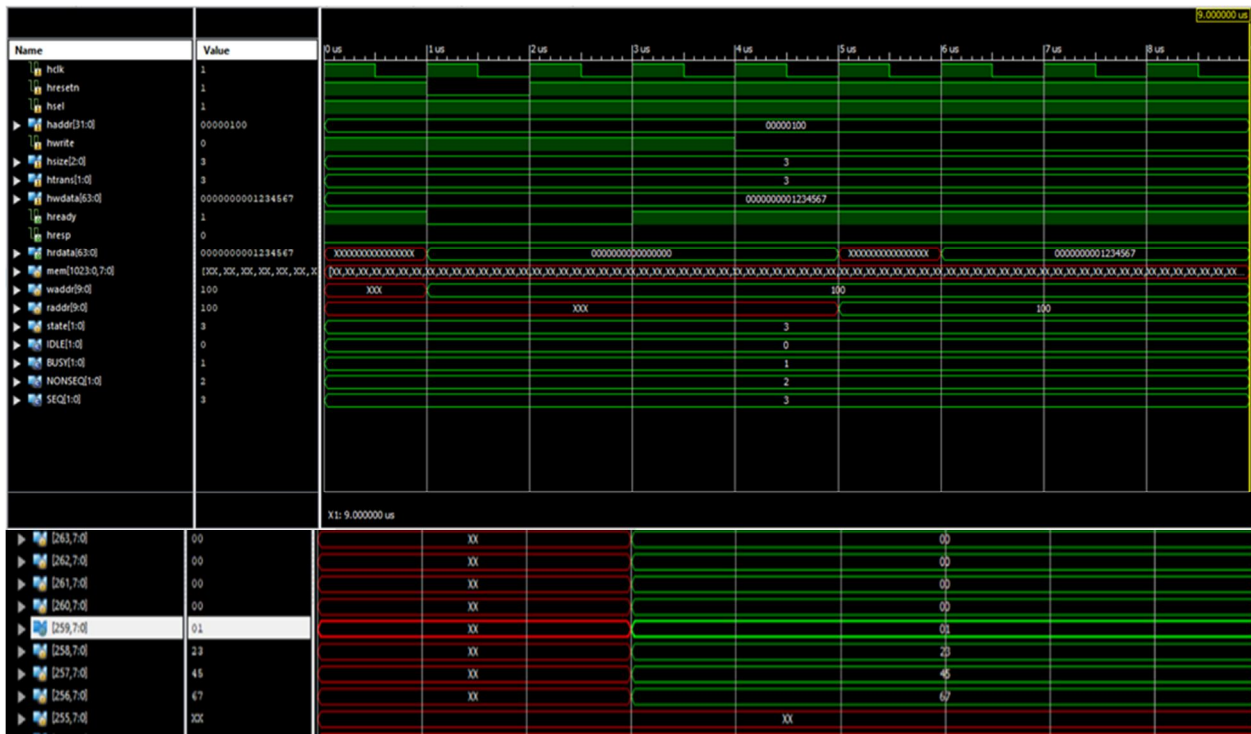 9.000000 us
Name Value 0 us 1 us 2 us 3 us 4 us 5 us 6 us 7 us 8 us
hclk 1
hresetn 1
hsel 1
haddr[31:0] 00000100 00000100
hwrite 0
hsize[2:0] 3 3
htrans[1:0] 3 3
hwdata[63:0] 0000000001234567 0000000001234567
hready 1
hresp 0
hrdata[63:0] 0000000001234567 XXXXXXXXXXXXXXXX 0000000000000000 XXXXXXXXXXXXXXXX 0000000001234567
mem[1023:0,7:0] [XX,XX,XX,XX,XX,XX,X
waddr[9:0] 100 XXX 100
raddr[9:0] 100 XXX 100
state[1:0] 3 3
IDLE[1:0] 0 0
BUSY[1:0] 1 1
NONSEQ[1:0] 2 2
SEQ[1:0] 3 3
X1: 9.000000 us
[263,7:0] 00 XX 00
[262,7:0] 00 XX 00
[261,7:0] 00 XX 00
[260,7:0] 00 XX 00
[259,7:0] 01 XX 01
[258,7:0] 23 XX 23
[257,7:0] 45 XX 45
[256,7:0] 67 XX 67
[255,7:0] XX XX